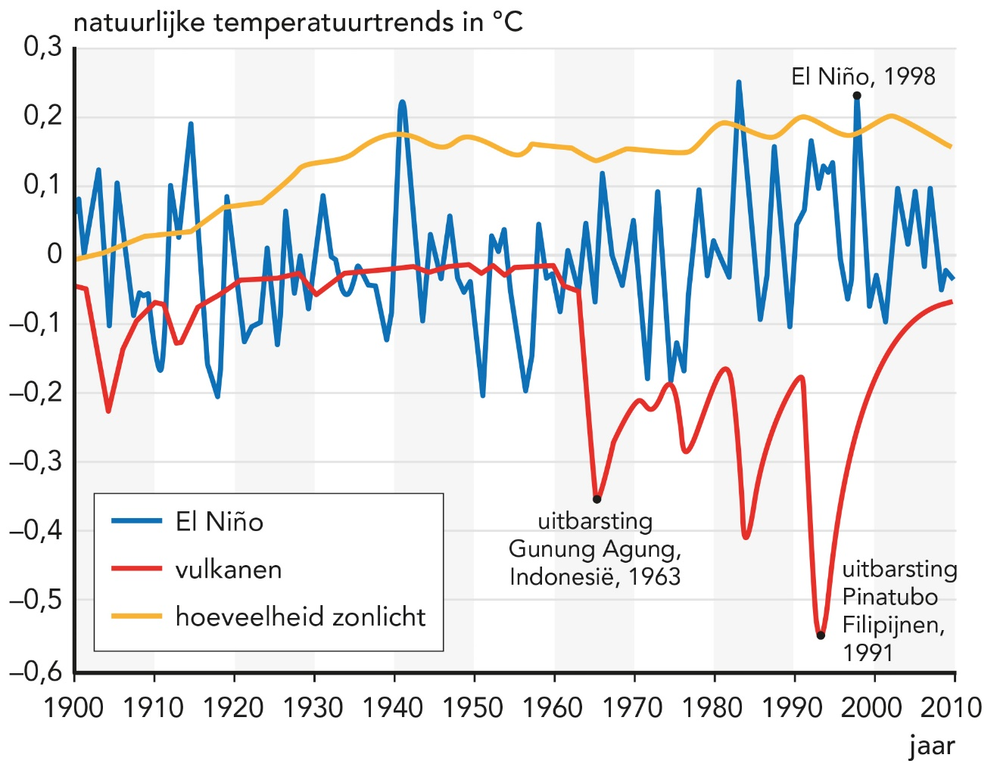 natuurlijke temperatuurtrends in °C
0,3
0,2
0,1
0
–0,1
–0,2
–0,3
–0,4
–0,5
–0,6
El Niño, 1998
uitbarsting
Gunung Agung,
Indonesië, 1963
uitbarsting
Pinatubo
Filipijnen,
1991
El Niño
vulkanen
hoeveelheid zonlicht
1900 1910 1920 1930 1940 1950 1960 1970 1980 1990 2000 2010
jaar